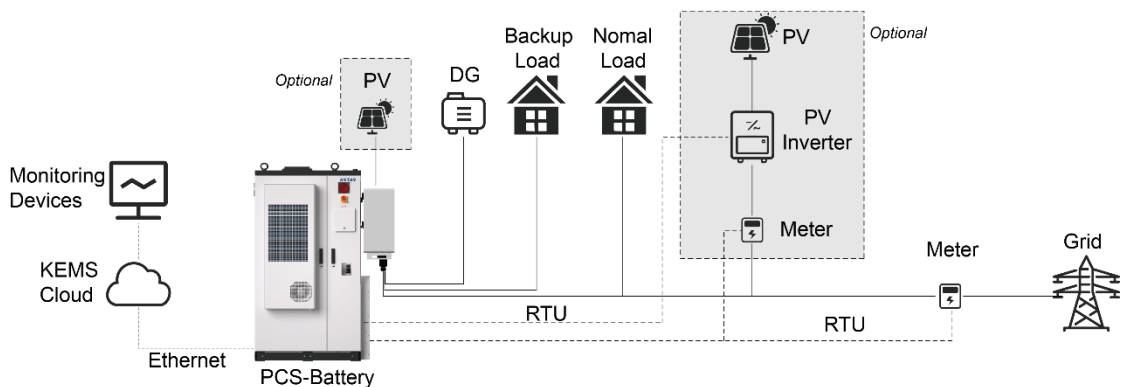 Optional
PV
DG
Backup
Load
Nomal
Load
PV
Optional
PV
Inverter
Meter
Monitoring
Devices
KEMS
Cloud
Ethernet
PCS-Battery
RTU
RTU
Meter
Grid